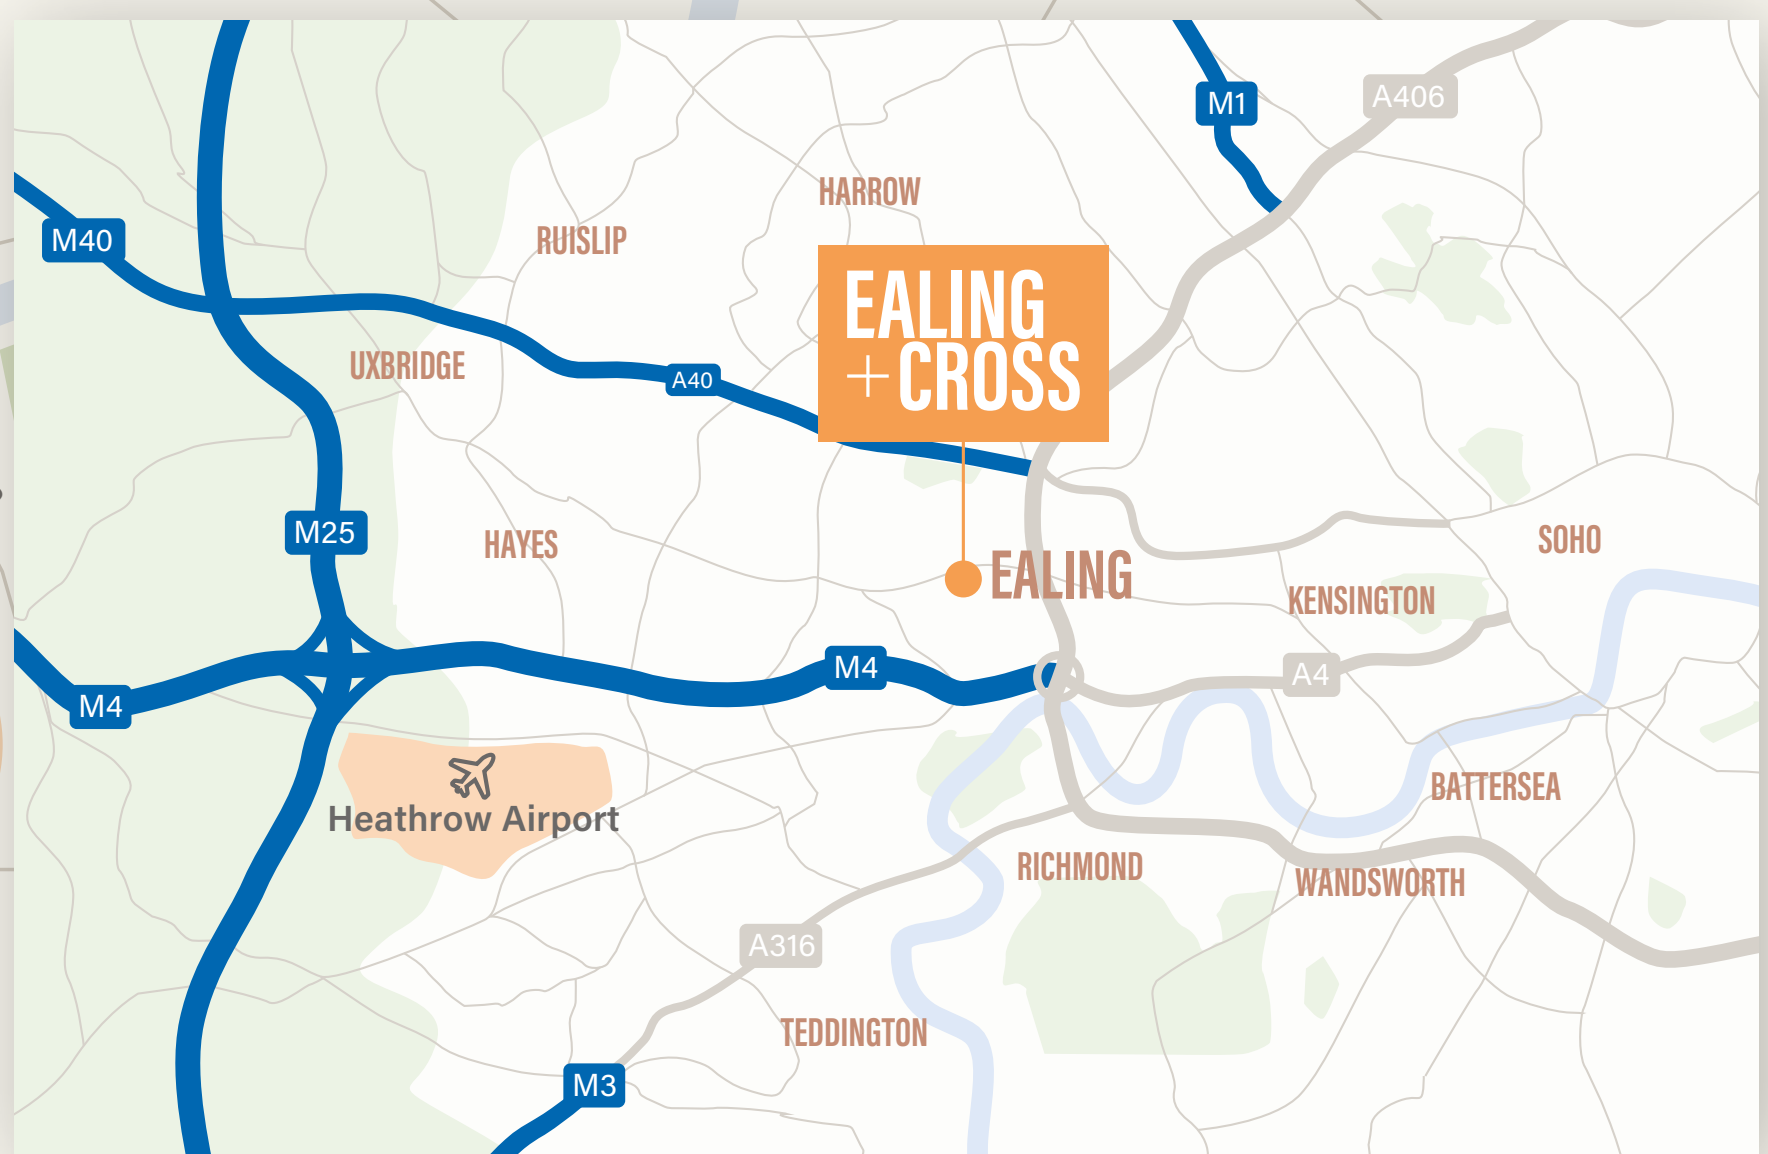 M1
A406
HARROW
M40
RUISLIP
EALING
+CROSS
UXBRIDGE
A40
M25
HAYES
SOHO
EALING
KENSINGTON
M4
A4
M4
Heathrow Airport
BATTERSEA
RICHMOND
WANDSWORTH
A316
TEDDINGTON
M3